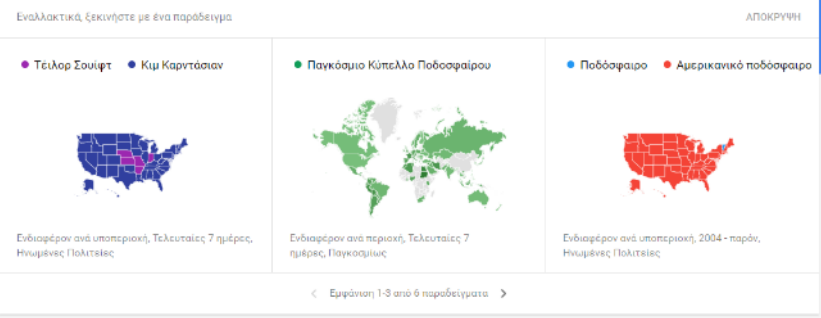 Εναλλακτικά, ξεκινήστε με ένα παράδειγμα
ΑΠΟΚΡΥΨΗ
Τέιλορ Σουίφτ Κιμ Καρντάσιαν
Ενδιαφέρον ανά υποπεριοχή, Τελευταίες 7 ημέρες,
Ηνωμένες Πολιτείες
Παγκόσμιο Κύπελλο Ποδοσφαίρου
Ενδιαφέρον ανά περιοχή, Τελευταίες 7
ημέρες, Παγκοσμίως
Ποδόσφαιρο Αμερικανικό ποδόσφαιρο
Ενδιαφέρον ανά υποπεριοχή, 2004 - παρόν,
Ηνωμένες Πολιτείες
Εμφάνιση 1-3 από 6 παραδείγματα